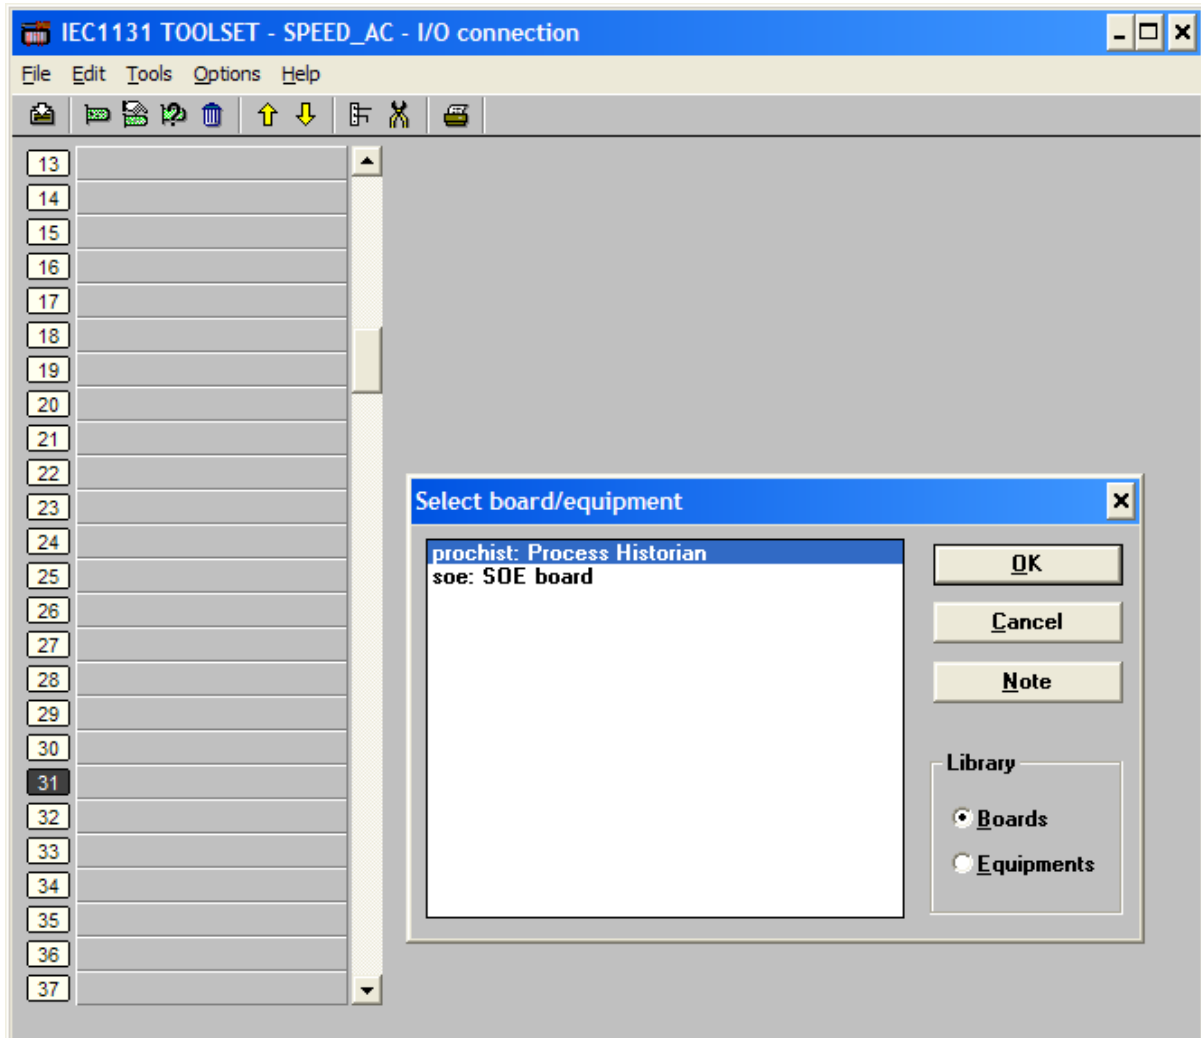 IEC1131 TOOLSET - SPEED_AC - I/O connection
File Edit Tools Options Help
13
14
15
16
17
18
19
20
21
22
23
24
25
26
27
28
29
30
31
32
33
34
35
36
37
Select board/equipment
prochist: Process Historian
soe: SOE board
OK
Cancel
Note
Library
Boards
Equipments